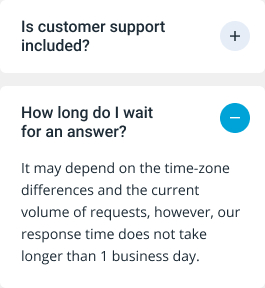 Is customer support
included?
How long do I wait
for an answer?
It may depend on the time-zone
differences and the current
volume of requests, however, our
response time does not take
longer than 1 business day.